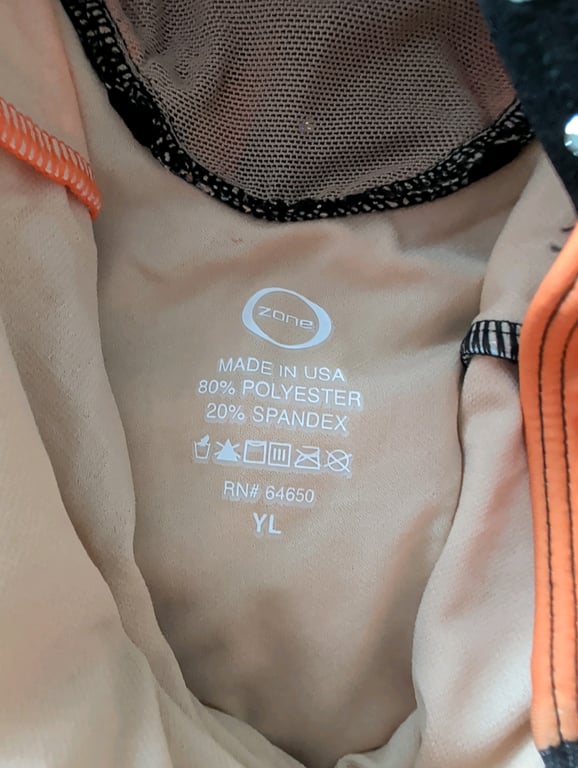 zone
MADE IN USA
80% POLYESTER
20% SPANDEX
RN# 64650
YL